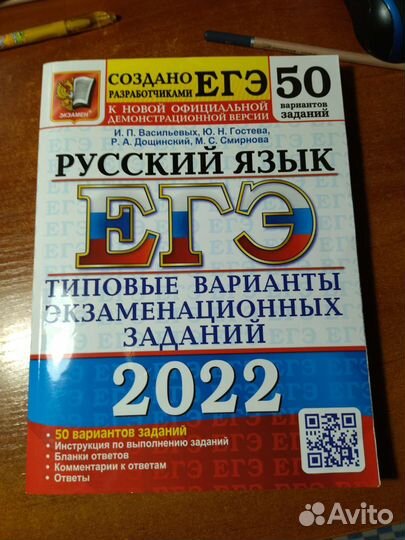 СОЗДАНО РАЗРАБОТЧИКАМИ ЕГЭ
К НОВОЙ ОФИЦИАЛЬНОЙ
ДЕМОНСТРАЦИОННОЙ ВЕРСИИ
50
вариантов
заданий
ЭКЗАМЕН
И. П. Васильевых, Ю. Н. Гостева,
Р. А. Дощинский, М. С. Смирнова
РУССКИЙ ЯЗЫК
ЕГЭ
ТИПОВЫЕ ВАРИАНТЫ
ЭКЗАМЕНАЦИОННЫХ
ЗАДАНИЙ
2022
• 50 вариантов заданий
• Инструкция по выполнению заданий
• Бланки ответов
• Комментарии к ответам
• Ответы
Avito